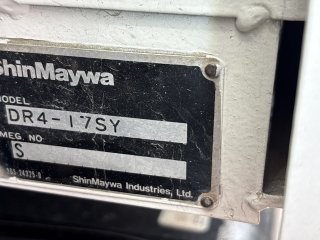 ShinMaywa
MODEL
DR4-17SY
MFG. NO
S
ShinMaywa Industries, Ltd.